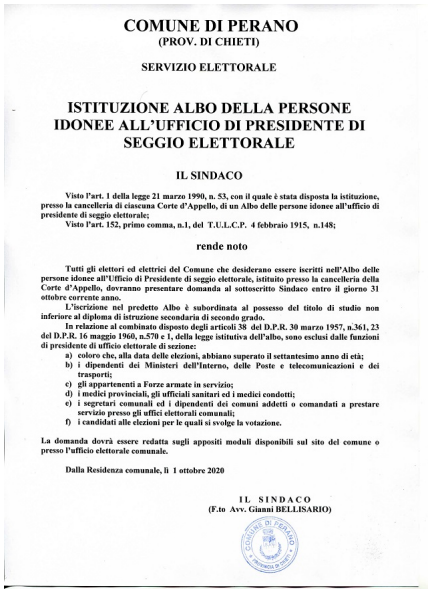 COMUNE DI PERANO
(PROV. DI CHIETI)
SERVIZIO ELETTORALE
ISTITUZIONE ALBO DELLA PERSONE
IDONEE ALL'UFFICIO DI PRESIDENTE DI
SEGGIO ELETTORALE
IL SINDACO
Visto l'art. 1 della legge 21 marzo 1990, n. 53, con il quale è stata disposta la istituzione,
presso la cancelleria di ciascuna Corte d'Appello, di un Albo delle persone idonee all'ufficio di
presidente di seggio elettorale;
Visto l'art. 152, primo comma, n.1, del T.U.L.C.P. 4 febbraio 1915, n.148;
rende noto
Tutti gli elettori ed elettrici del Comune che desiderano essere iscritti nell'Albo delle
persone idonee all'Ufficio di Presidente di seggio elettorale, istituito presso la cancelleria della
Corte d'Appello, dovranno presentare domanda al sottoscritto Sindaco entro il giorno 31
ottobre corrente anno.
L'iscrizione nel predetto Albo è subordinata al possesso del titolo di studio non
inferiore al diploma di istruzione secondaria di secondo grado.
In relazione al combinato disposto degli articoli 38 del D.P.R. 30 marzo 1957, n.361, 23
del D.P.R. 16 maggio 1960, n.570 e 1, della legge istitutiva dell'albo, sono esclusi dalle funzioni
di presidente di ufficio elettorale di sezione:
a) coloro che, alla data delle elezioni, abbiano superato il settantesimo anno di età;
b) i dipendenti dei Ministeri dell'Interno, delle Poste e telecomunicazioni e dei
trasporti;
c) gli appartenenti a Forze armate in servizio;
d) i medici provinciali, gli ufficiali sanitari ed i medici condotti;
e) i segretari comunali ed i dipendenti dei comuni addetti o comandati a prestare
servizio presso gli uffici elettorali comunali;
f) i candidati alle elezioni per le quali si svolge la votazione.
La domanda dovrà essere redatta sugli appositi moduli disponibili sul sito del comune o
presso l'ufficio elettorale comunale.
Dalla Residenza comunale, lì 1 ottobre 2020
IL SINDACO
(F.to Avv. Gianni BELLISARIO)
COMUNE DI PERANO
PROVINCIA DI CHIETI